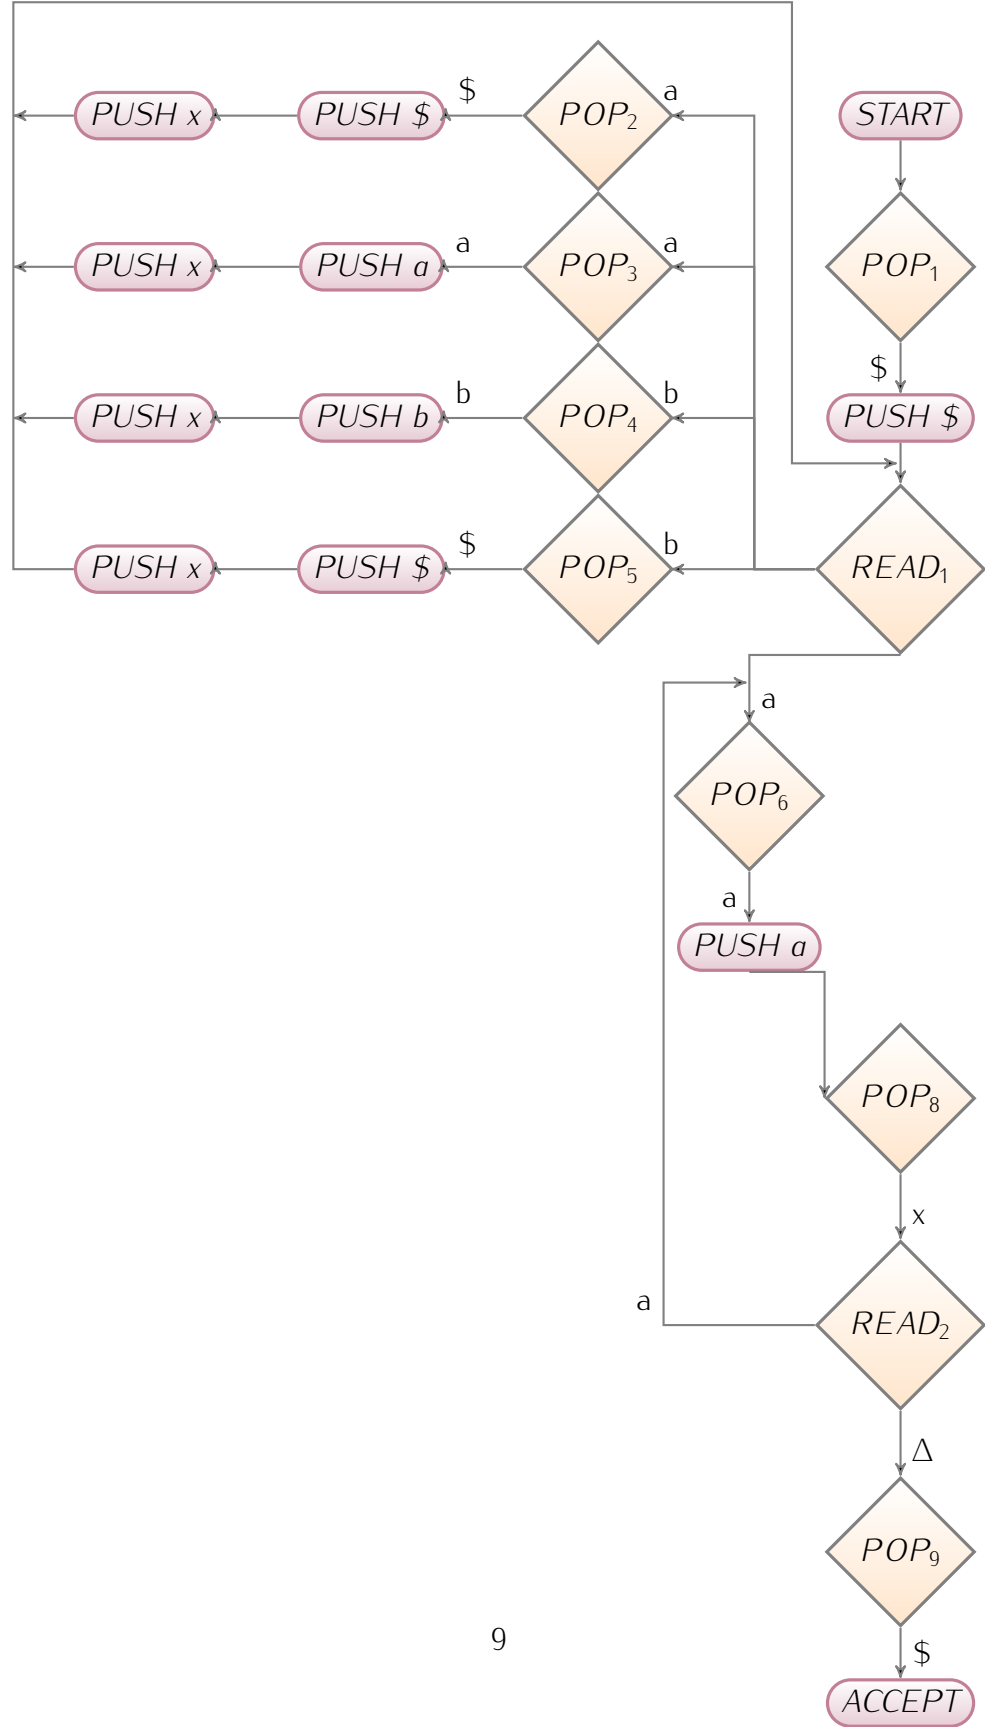 $ a
PUSH x PUSH $ POP2 START
a a
PUSH x PUSH a POP3 POP1
$
b b
PUSH x PUSH b POP4 PUSH $
$ b
PUSH x PUSH $ POP5 READ1
a
POP6
a
PUSH a
POP8
x
a
READ2
Δ
POP9
9
$
ACCEPT